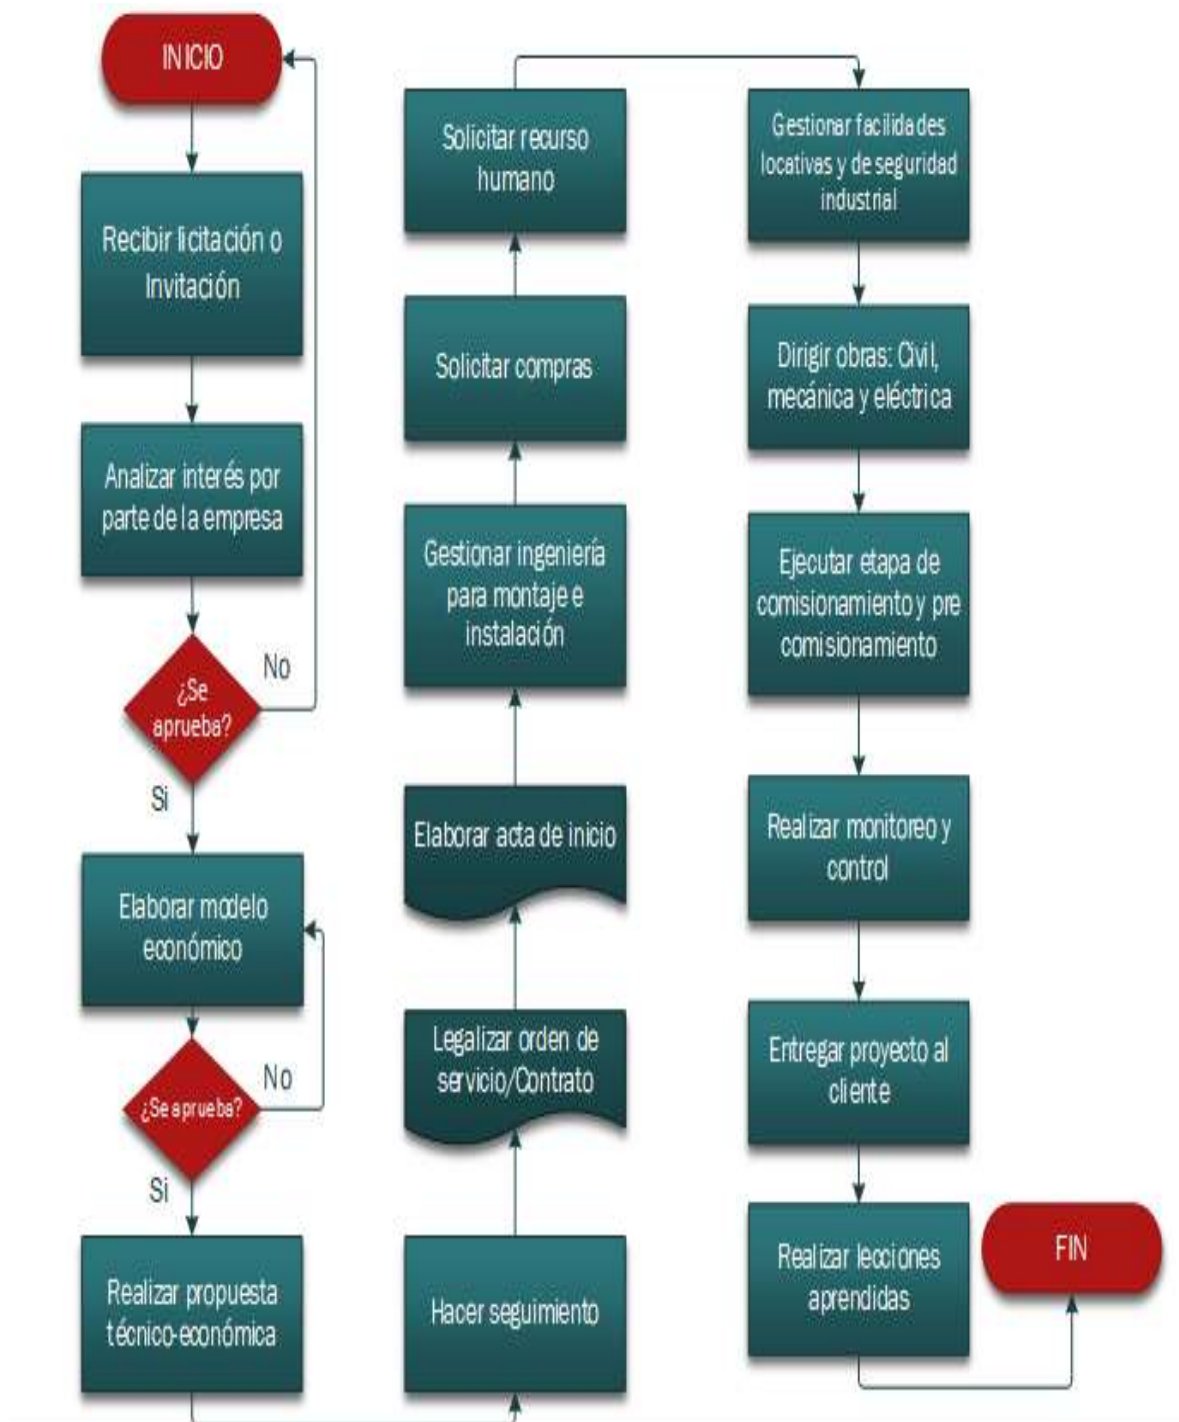 INICIO
Recibir licitación o
Invitación
Analizar interés por
parte de la empresa
¿Se
aprueba?
No
Si
Elaborar modelo
económico
¿Se aprueba?
No
Si
Realizar propuesta
técnico-económica
Hacer seguimiento
Legalizar orden de
servicio/Contrato
Elaborar acta de inicio
Gestionar ingeniería
para montaje e
instalación
Solicitar compras
Solicitar recurso
humano
Gestionar facilidades
locativas y de seguridad
industrial
Dirigir obras: Civil,
mecánica y eléctrica
Ejecutar etapa de
comisionamiento y pre
comisionamiento
Realizar monitoreo y
control
Entregar proyecto al
cliente
Realizar lecciones
aprendidas
FIN